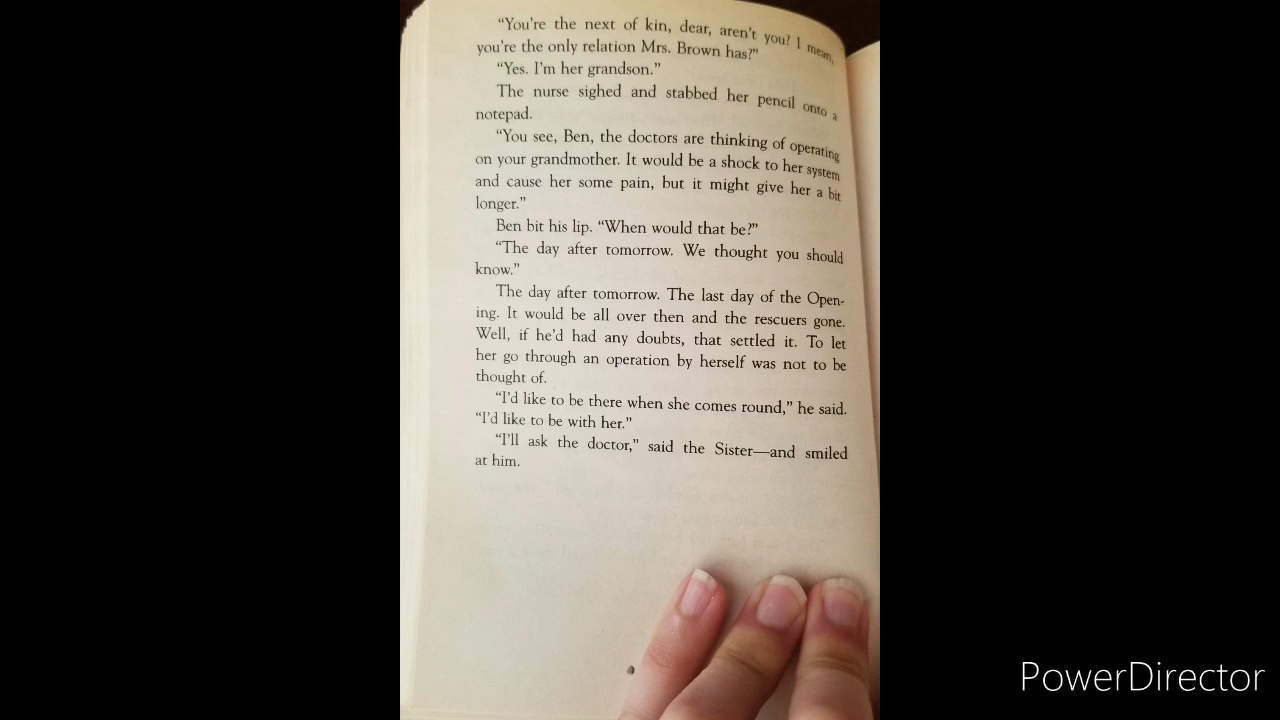 “You’re the next of kin, dear, aren’t you? I mean,
you’re the only relation Mrs. Brown has?”
“Yes. I’m her grandson.”
The nurse sighed and stabbed her pencil onto a
notepad.
“You see, Ben, the doctors are thinking of operating
on your grandmother. It would be a shock to her system
and cause her some pain, but it might give her a bit
longer.”
Ben bit his lip. “When would that be?”
“The day after tomorrow. We thought you should
know.”
The day after tomorrow. The last day of the Open-
ing. It would be all over then and the rescuers gone.
Well, if he’d had any doubts, that settled it. To let
her go through an operation by herself was not to be
thought of.
“I’d like to be there when she comes round,” he said.
“I’d like to be with her.”
“I’ll ask the doctor,” said the Sister—and smiled
at him.
PowerDirector